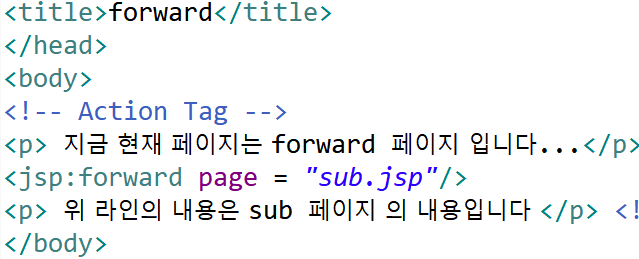 <title>forward</title>
</head>
<body>
<!-- Action Tag -->
<p> 지금 현재 페이지는 forward 페이지 입니다...</p>
<jsp:forward page = "sub.jsp"/>
<p> 위 라인의 내용은 sub 페이지 의 내용입니다 </p> <!
</body>